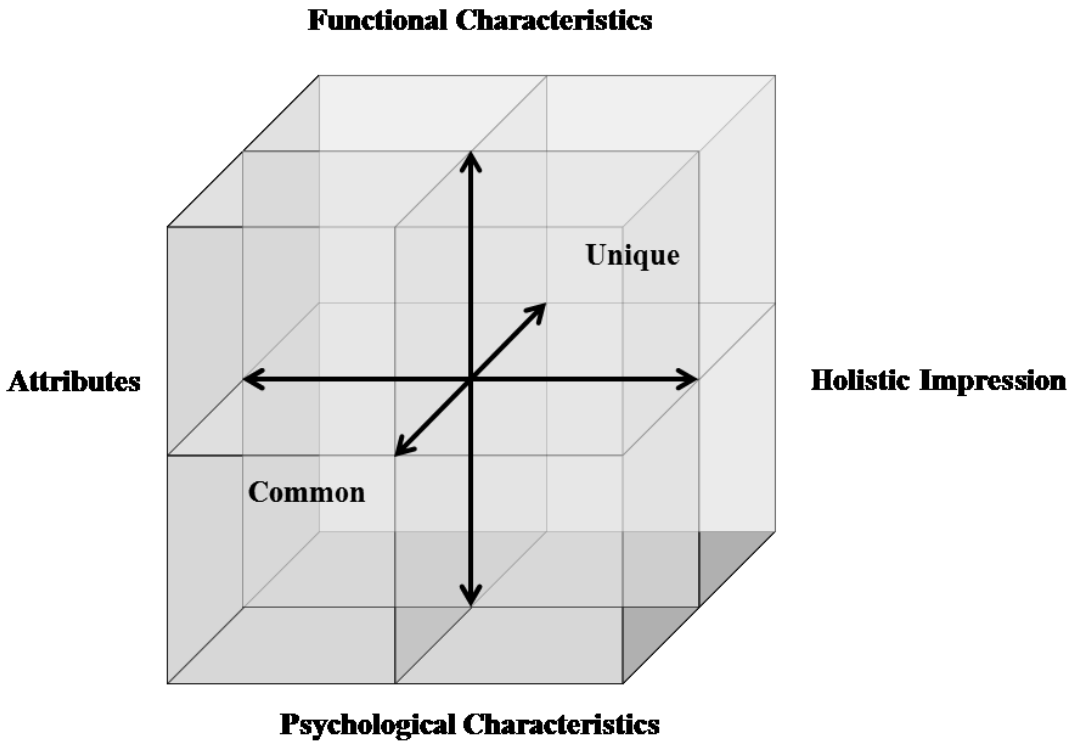 Functional Characteristics
Unique
Attributes
Holistic Impression
Common
Psychological Characteristics